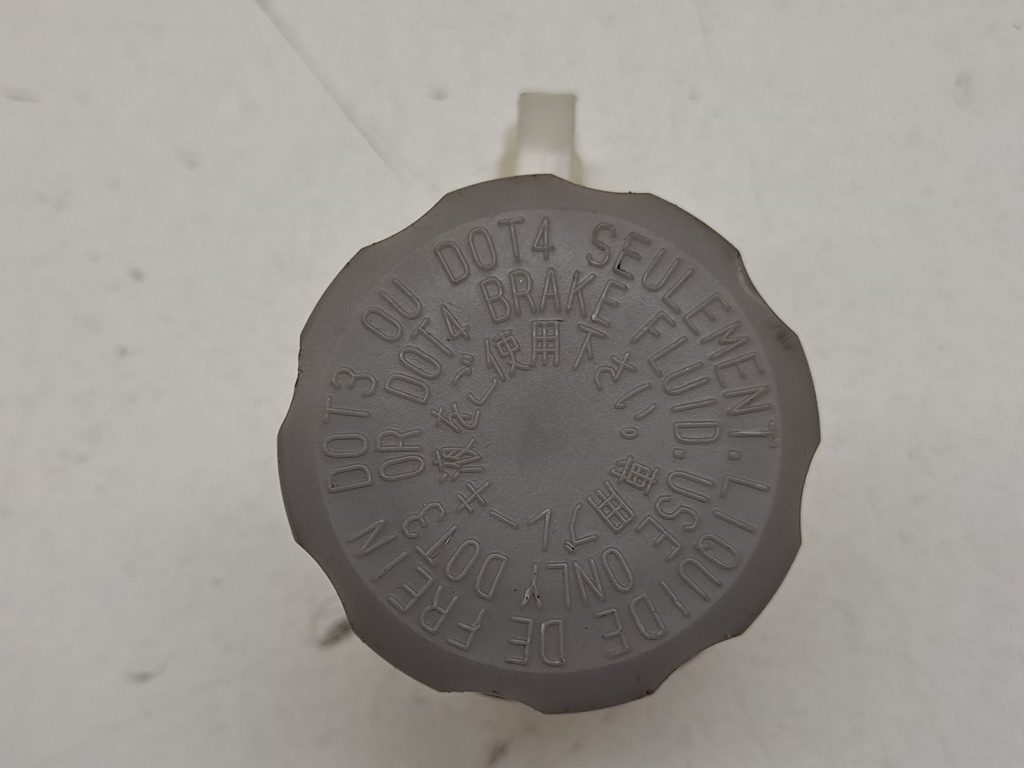 LIQUIDE DE FREIN DOT3 OU DOT4 SEULEMENT.
USE ONLY DOT3 OR DOT4 BRAKE FLUID.
専用ブレーキ液をご使用下さい。